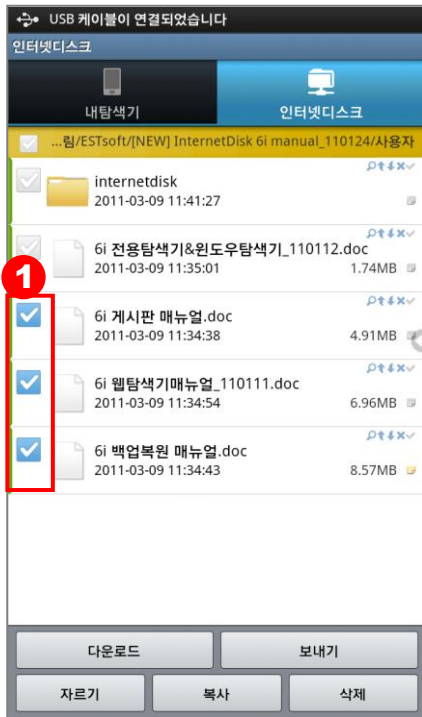 USB 케이블이 연결되었습니다
인터넷디스크
내탐색기
인터넷디스크
...림/ESTsoft/[NEW] InternetDisk 6i manual_110124/사용자
internetdisk
2011-03-09 11:41:27
6i 전용탐색기&윈도우탐색기_110112.doc
2011-03-09 11:35:01 1.74MB
1
6i 게시판 매뉴얼.doc
2011-03-09 11:34:38 4.91MB
6i 웹탐색기매뉴얼_110111.doc
2011-03-09 11:34:54 6.96MB
6i 백업복원 매뉴얼.doc
2011-03-09 11:34:43 8.57MB
다운로드 보내기
자르기 복사 삭제